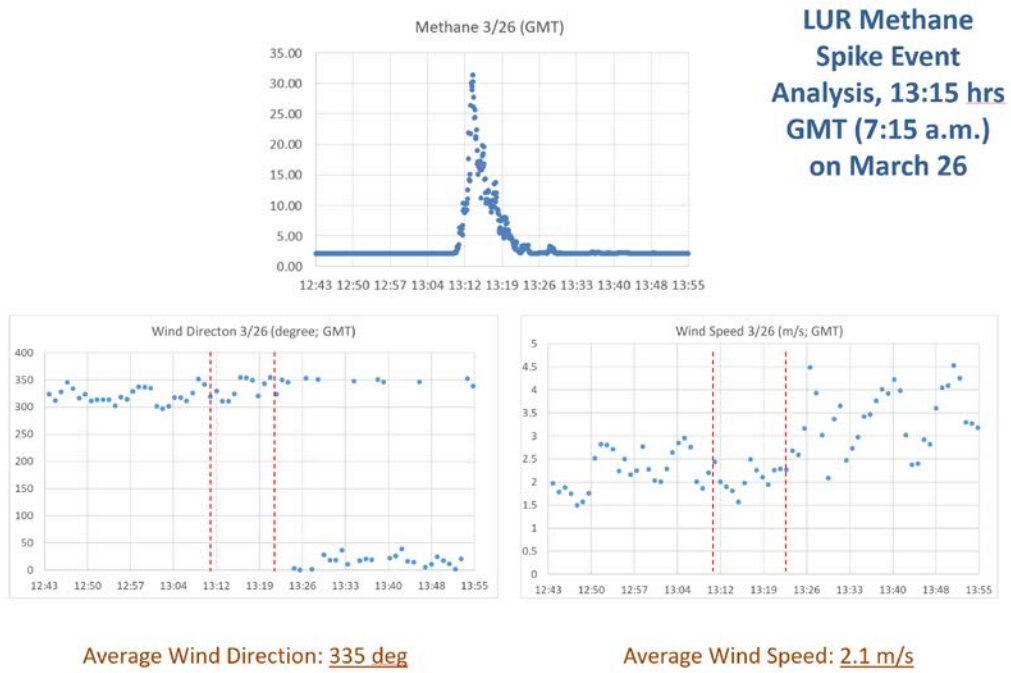 LUR Methane
Spike Event
Analysis, 13:15 hrs
GMT (7:15 a.m.)
on March 26
Methane 3/26 (GMT)
35.00
30.00
25.00
20.00
15.00
10.00
5.00
0.00
12:43 12:50 12:57 13:04 13:12 13:19 13:26 13:33 13:40 13:48 13:55
Wind Directon 3/26 (degree; GMT)
400
350
300
250
200
150
100
50
0
12:43 12:50 12:57 13:04 13:12 13:19 13:26 13:33 13:40 13:48 13:55
Wind Speed 3/26 (m/s; GMT)
5
4.5
4
3.5
3
2.5
2
1.5
1
0.5
0
12:43 12:50 12:57 13:04 13:12 13:19 13:26 13:33 13:40 13:48 13:55
Average Wind Direction: 335 deg
Average Wind Speed: 2.1 m/s